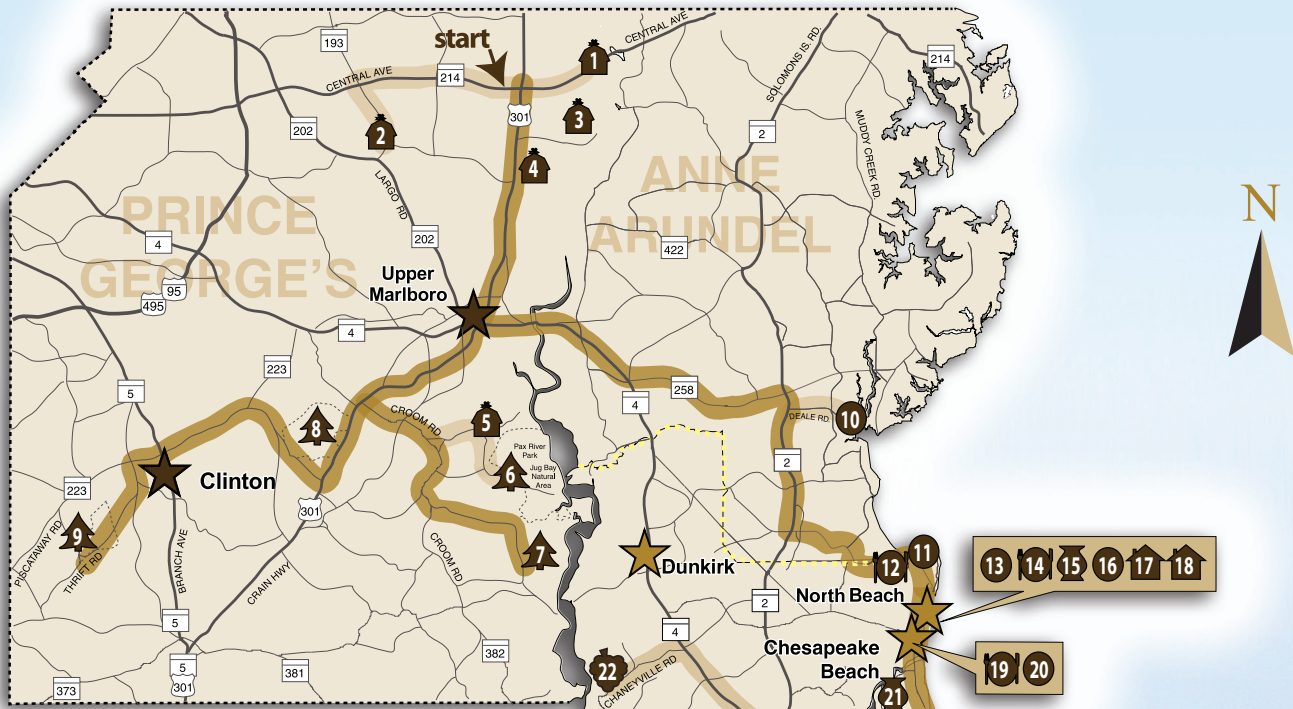 193
start
1
CENTRAL AVE
SOLOMONS IS. RD.
214
CENTRAL AVE
214
301
3
2
202
2
MUDDY CREEK RD
4
ANNE
ARUNDEL
LARGO RD
N
PRINCE
GEORGE'S
202
4
422
Upper
Marlboro
95
495
4
223
258
5
4
CROOM RD
5
DEALE RD.
10
8
Pax River
Park
6
Jug Bay
Natural
Area
2
Clinton
223
301
9
PISCATAWAY RD
THRIFT RD
BRANCH AVE
CRAIN HWY
CROOM RD
7
Dunkirk
12
11
13 14 15 16 17 18
North Beach
2
5
4
Chesapeake
Beach
382
22
CHANEYVILLE RD
19 20
5
301
381
373
21